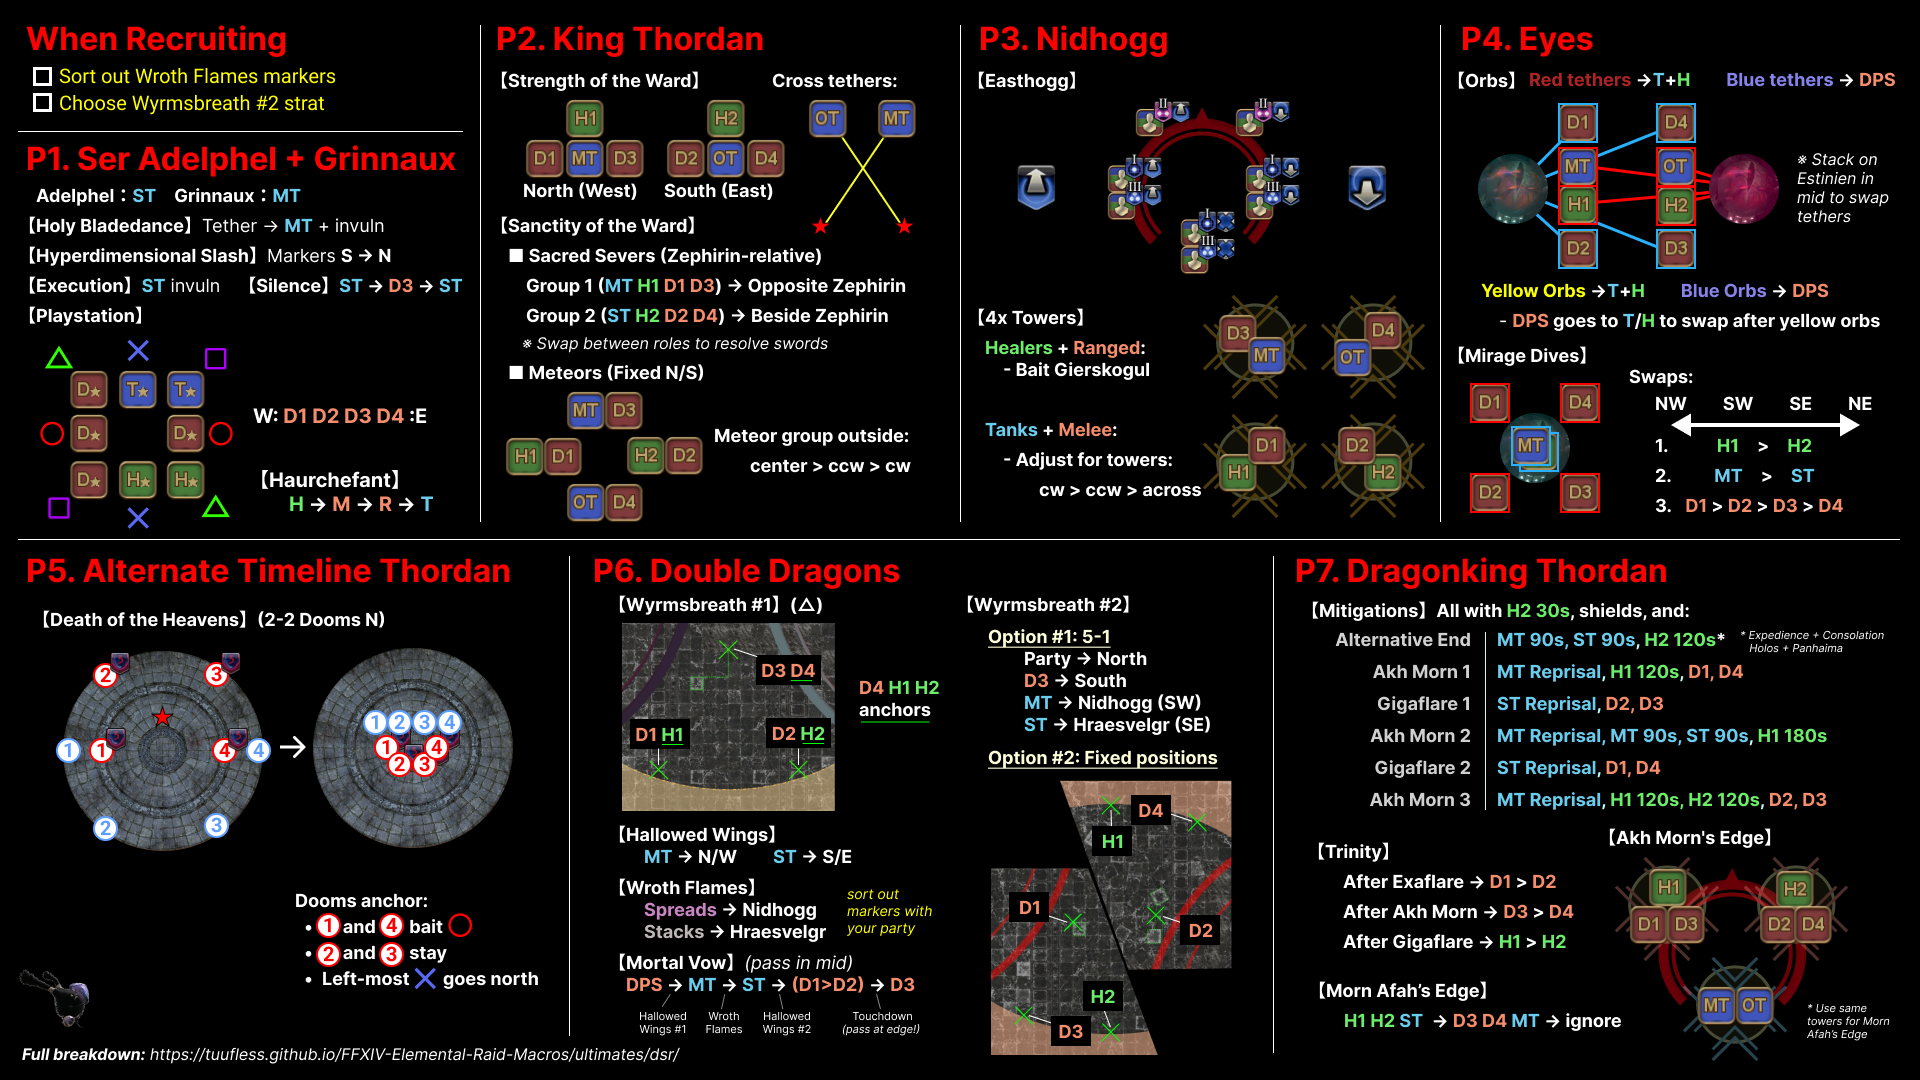 When Recruiting
Sort out Wroth Flames markers
Choose Wyrmsbreath #2 strat
P1. Ser Adelphel + Grinnaux
Adelphel : ST Grinnaux : MT
【Holy Bladedance】 Tether → MT + invuln
【Hyperdimensional Slash】 Markers S → N
【Execution】 ST invuln 【Silence】 ST → D3 → ST
【Playstation】
D★ T★ T★
D★ D★
D★ H★ H★
W: D1 D2 D3 D4 :E
【Haurchefant】
H → M → R → T
P2. King Thordan
【Strength of the Ward】 Cross tethers:
H1 H2 OT MT
D1 MT D3 D2 OT D4
North (West) South (East)
【Sanctity of the Ward】
■ Sacred Severs (Zephirin-relative)
Group 1 (MT H1 D1 D3) → Opposite Zephirin
Group 2 (ST H2 D2 D4) → Beside Zephirin
※ Swap between roles to resolve swords
■ Meteors (Fixed N/S)
MT D3
H1 D1 H2 D2
OT D4
Meteor group outside:
center > ccw > cw
P3. Nidhogg
【Easthogg】
II II
I I
III III
I
III
【4x Towers】
Healers + Ranged:
- Bait Gierskogul
D3 MT D4 OT
Tanks + Melee:
- Adjust for towers:
cw > ccw > across
D1 H1 D2 H2
P4. Eyes
【Orbs】 Red tethers →T+H Blue tethers → DPS
D1 D4
MT OT
H1 H2
D2 D3
※ Stack on
Estinien in
mid to swap
tethers
Yellow Orbs →T+H Blue Orbs → DPS
- DPS goes to T/H to swap after yellow orbs
【Mirage Dives】
D1 D4
MT
D2 D3
Swaps:
NW SW SE NE
1. H1 > H2
2. MT > ST
3. D1 > D2 > D3 > D4
P5. Alternate Timeline Thordan
【Death of the Heavens】 (2-2 Dooms N)
2 3
1 1 4 4
2 3
→
1 2 3 4
1 4
2 3
Dooms anchor:
• 1 and 4 bait
• 2 and 3 stay
• Left-most goes north
Full breakdown: https://tuufless.github.io/FFXIV-Elemental-Raid-Macros/ultimates/dsr/
P6. Double Dragons
【Wyrmsbreath #1】 (△)
D3 D4
D1 H1 D2 H2
D4 H1 H2
anchors
【Hallowed Wings】
MT → N/W ST → S/E
【Wroth Flames】
Spreads → Nidhogg
Stacks → Hraesvelgr
sort out
markers with
your party
【Mortal Vow】 (pass in mid)
DPS → MT → ST → (D1>D2) → D3
Hallowed Wings #1
Wroth Flames
Hallowed Wings #2
Touchdown (pass at edge!)
【Wyrmsbreath #2】
Option #1: 5-1
Party → North
D3 → South
MT → Nidhogg (SW)
ST → Hraesvelgr (SE)
Option #2: Fixed positions
D4
H1
D1
D2
H2
D3
P7. Dragonking Thordan
【Mitigations】 All with H2 30s, shields, and:
Alternative End MT 90s, ST 90s, H2 120s*
* Expedience + Consolation
Holos + Panhaima
Akh Morn 1 MT Reprisal, H1 120s, D1, D4
Gigaflare 1 ST Reprisal, D2, D3
Akh Morn 2 MT Reprisal, MT 90s, ST 90s, H1 180s
Gigaflare 2 ST Reprisal, D1, D4
Akh Morn 3 MT Reprisal, H1 120s, H2 120s, D2, D3
【Trinity】
After Exaflare → D1 > D2
After Akh Morn → D3 > D4
After Gigaflare → H1 > H2
【Morn Afah's Edge】
H1 H2 ST → D3 D4 MT → ignore
【Akh Morn's Edge】
H1 H2
D1 D3 D2 D4
MT OT
* Use same
towers for Morn
Afah's Edge